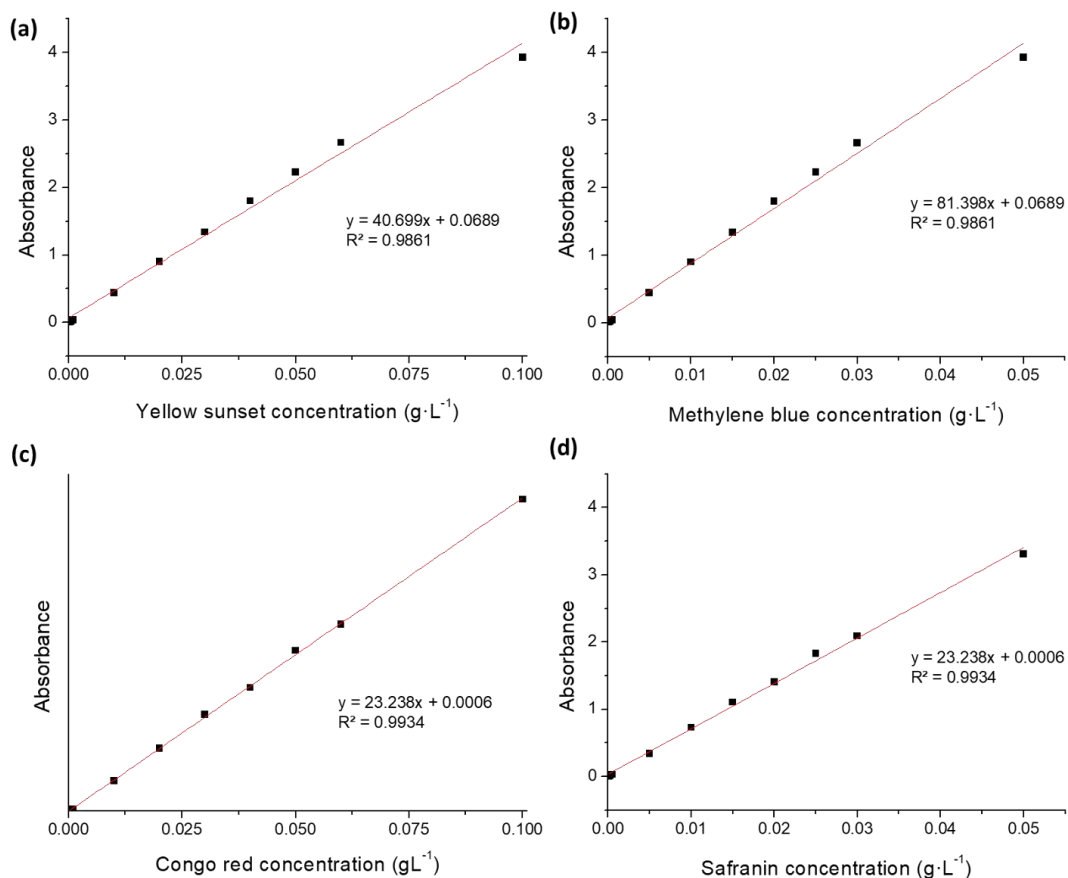 (a)
4
3
2
1
0
Absorbance
y = 40.699x + 0.0689
R² = 0.9861
0.000 0.025 0.050 0.075 0.100
Yellow sunset concentration (g·L⁻¹)
(b)
4
3
2
1
0
Absorbance
y = 81.398x + 0.0689
R² = 0.9861
0.00 0.01 0.02 0.03 0.04 0.05
Methylene blue concentration (g·L⁻¹)
(c)
Absorbance
y = 23.238x + 0.0006
R² = 0.9934
0.000 0.025 0.050 0.075 0.100
Congo red concentration (gL⁻¹)
(d)
4
3
2
1
0
Absorbance
y = 23.238x + 0.0006
R² = 0.9934
0.00 0.01 0.02 0.03 0.04 0.05
Safranin concentration (g·L⁻¹)